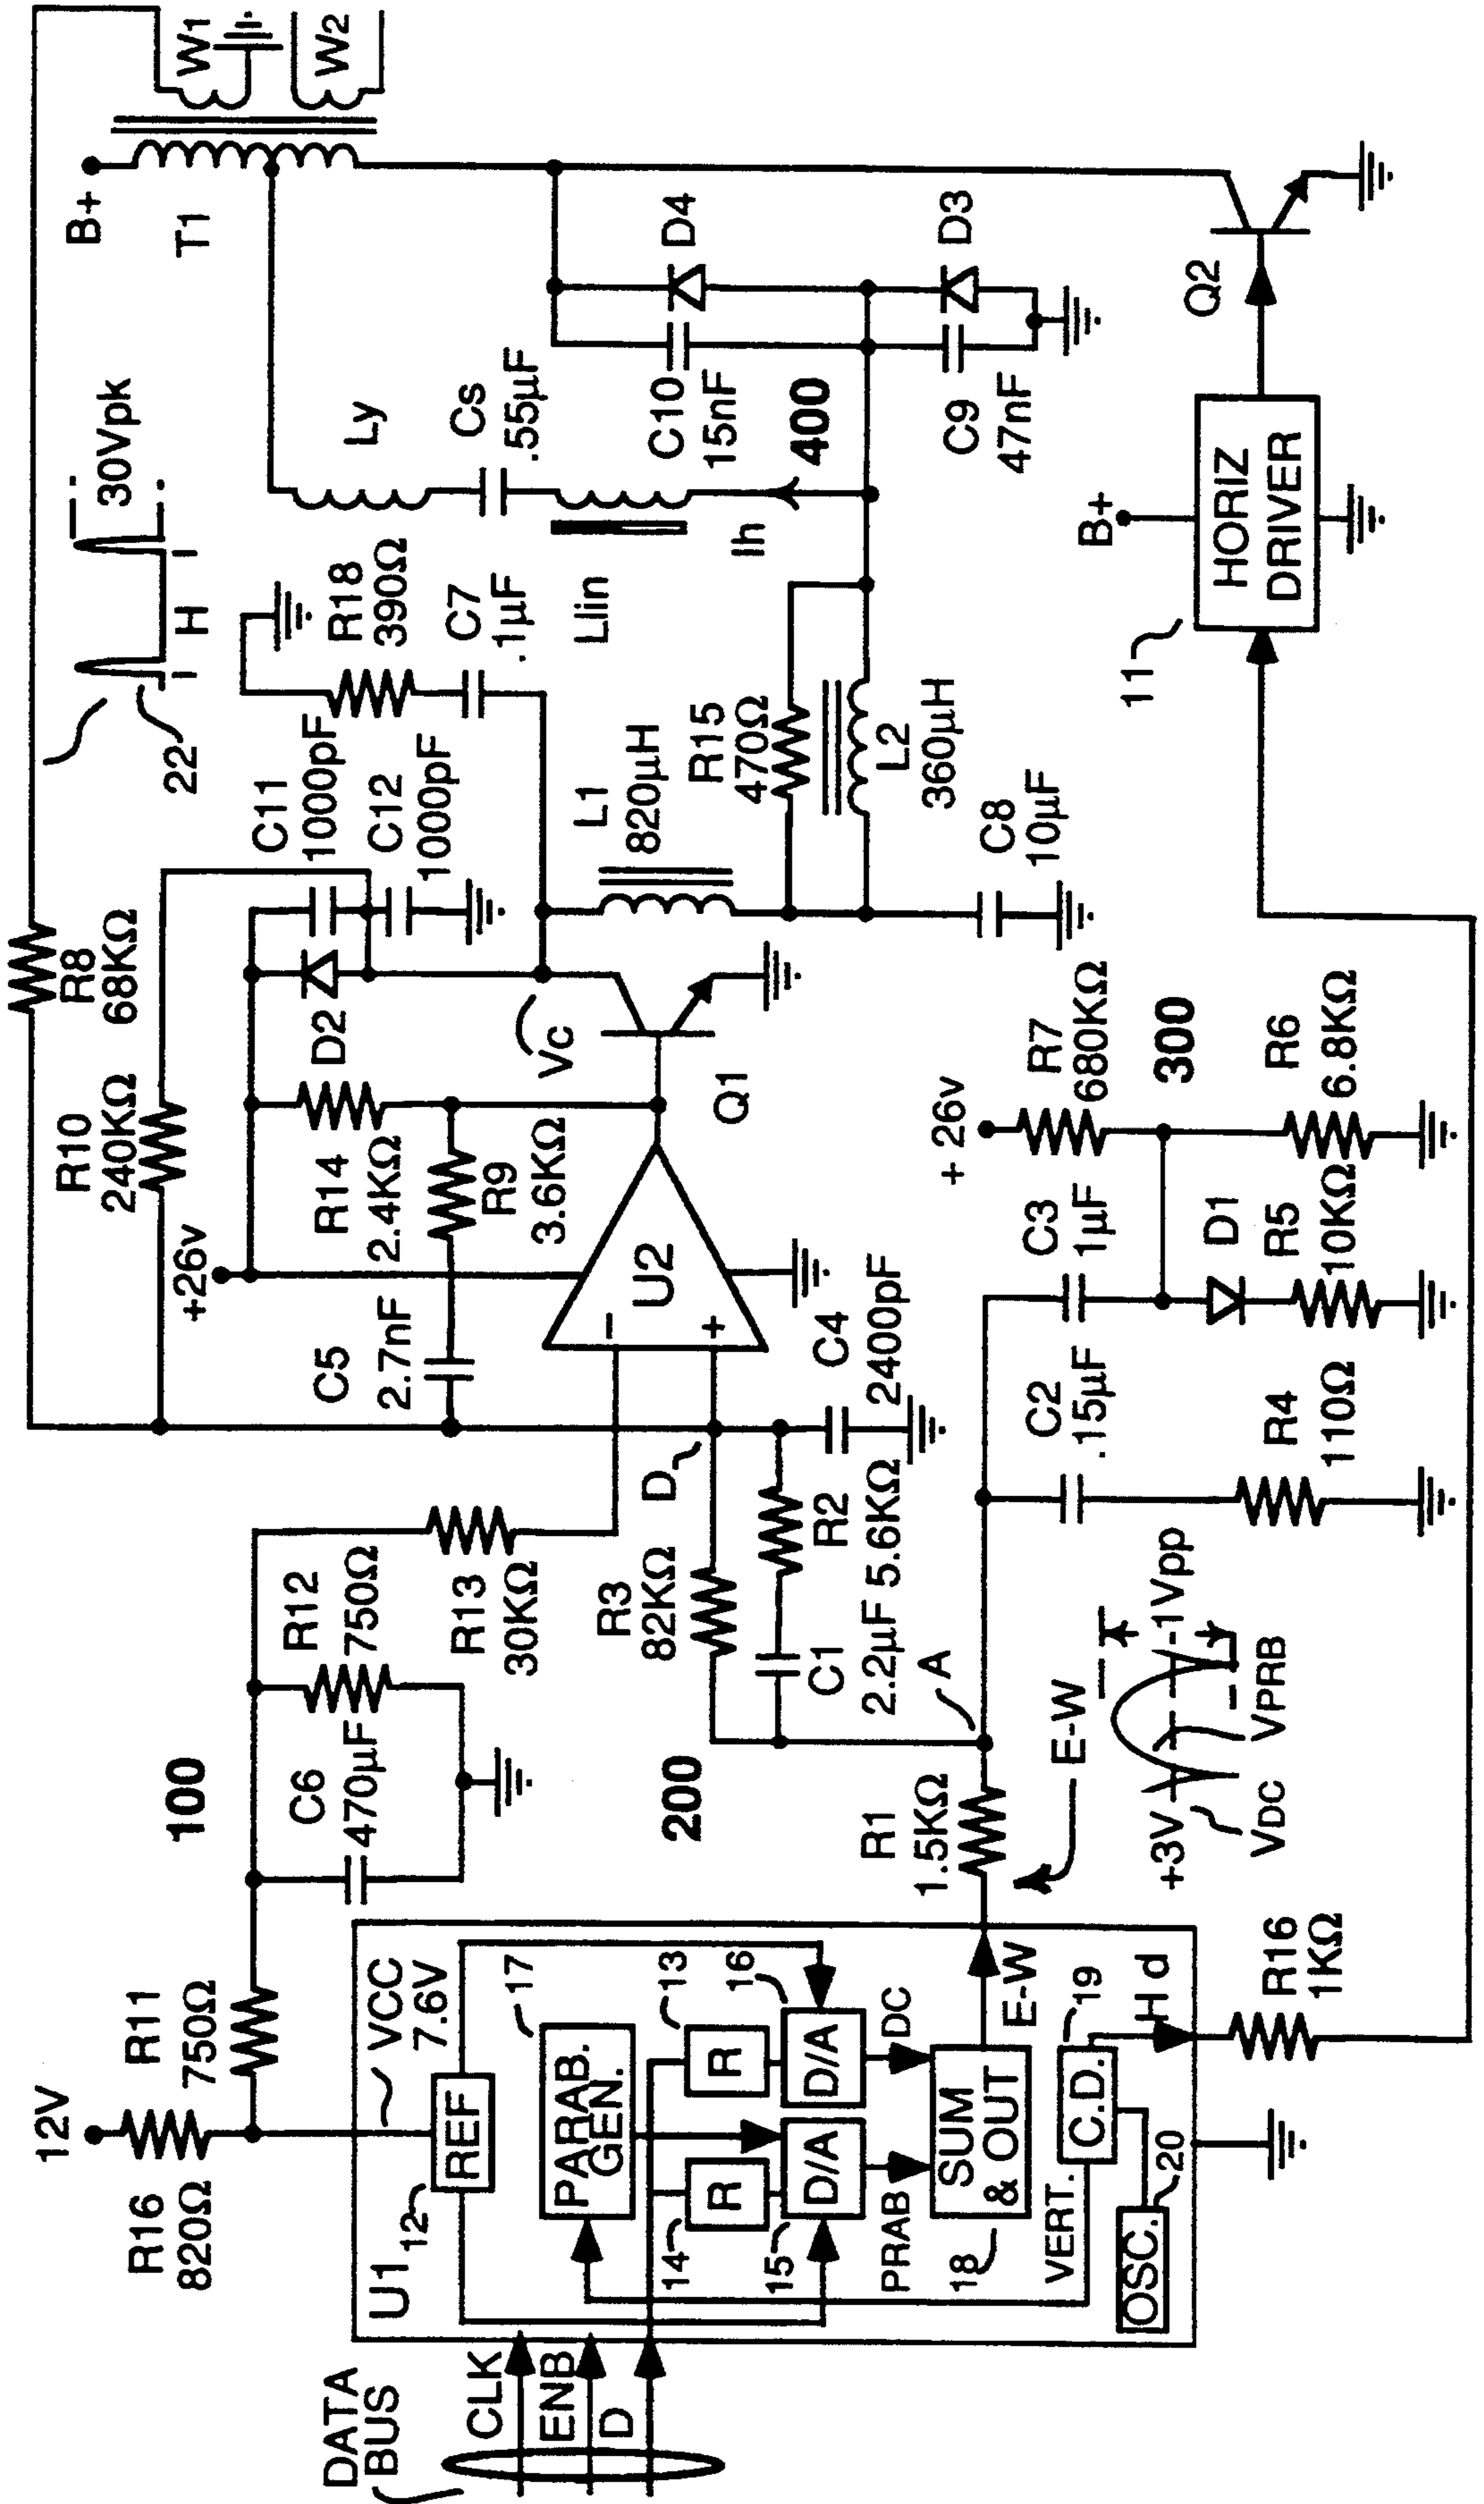 DATA
BUS
CLK
ENB
D
12V
R16
820Ω
R11
750Ω
U1
VCC
7.6V
12
REF
17
PARAB.
GEN.
13
R
14
R
16
D/A
15
D/A
DC
PRAB
18
SUM
& OUT
E-W
VERT.
C.D.
19
OSC.
20
H d
R16
1KΩ
100
C6
470µF
R12
750Ω
R13
30KΩ
200
R3
82KΩ
C1
2.2µF
R2
5.6KΩ
R1
1.5KΩ
A
E-W
1Vpp
+3V
VDC
VPRB
D
C4
2400pF
C2
.15µF
R4
110Ω
C3
1µF
D1
R5
10KΩ
+26v
R7
680KΩ
300
R6
6.8KΩ
R10
240KΩ
R8
68KΩ
+26v
C5
2.7nF
R14
2.4KΩ
R9
3.6KΩ
U2
−
+
D2
Vc
Q1
C11
1000pF
C12
1000pF
22
H
30Vpk
R18
390Ω
C7
.1µF
L1
820µH
R15
470Ω
L2
360µH
C8
10µF
Llin
Ih
Ly
Cs
.55µF
C10
15nF
400
C9
47nF
D4
D3
B+
T1
W1
W2
11
B+
HORIZ
DRIVER
Q2